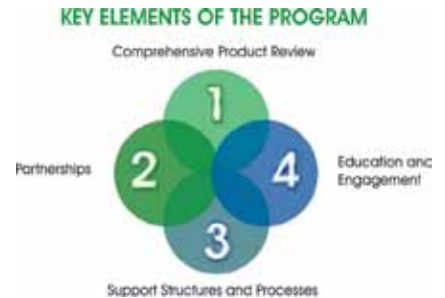 KEY ELEMENTS OF THE PROGRAM
Comprehensive Product Review
1
Partnerships
2
4
Education and
Engagement
3
Support Structures and Processes